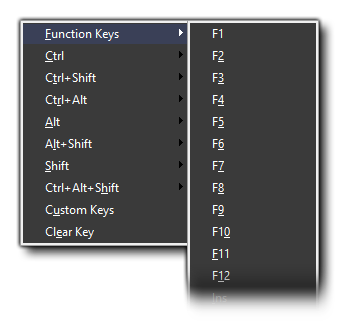 Function Keys
Ctrl
Ctrl+Shift
Ctrl+Alt
Alt
Alt+Shift
Shift
Ctrl+Alt+Shift
Custom Keys
Clear Key
F1
F2
F3
F4
F5
F6
F7
F8
F9
F10
F11
F12
Ins